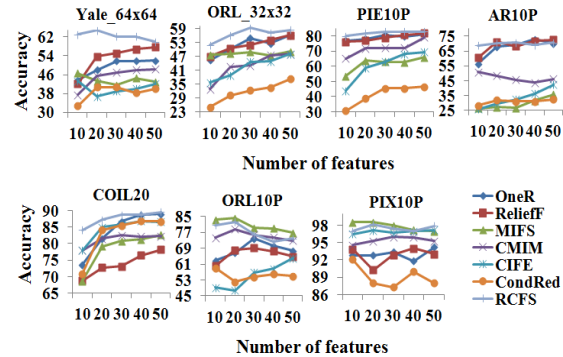 Yale_64x64
ORL_32x32
PIE10P
AR10P
Accuracy
62
54
46
38
30
10 20 30 40 50
59
53
47
41
35
29
23
10 20 30 40 50
80
70
60
50
40
30
10 20 30 40 50
75
65
55
45
35
25
10 20 30 40 50
Number of features
COIL20
ORL10P
PIX10P
Accuracy
90
85
80
75
70
65
10 20 30 40 50
85
75
65
55
45
10 20 30 40 50
98
95
92
89
86
10 20 30 40 50
OneR
ReliefF
MIFS
CMIM
CIFE
CondRed
RCFS
Number of features